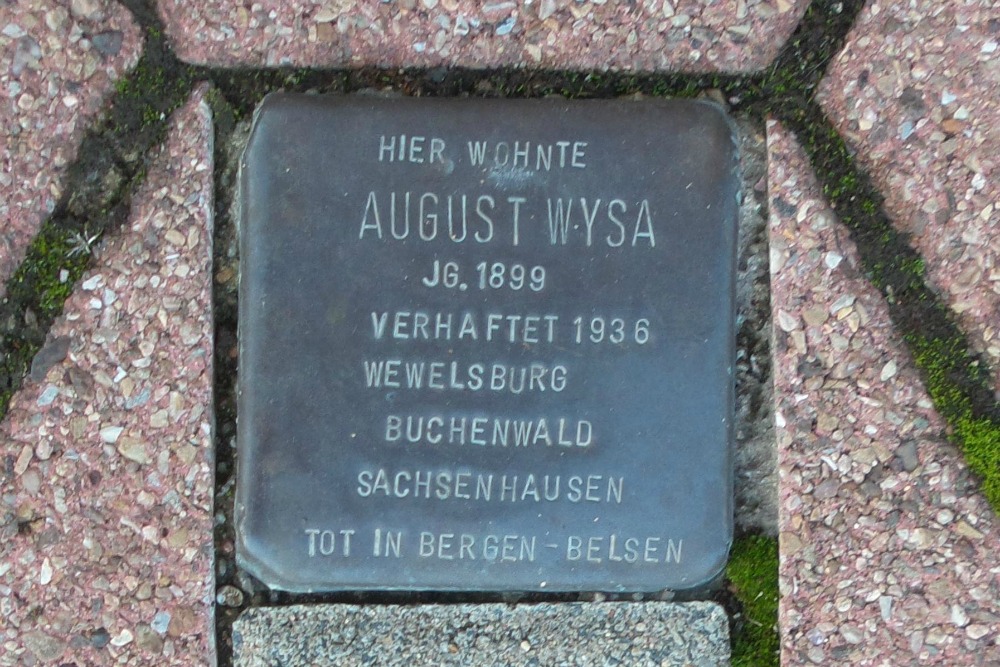 HIER WOHNTE
AUGUST WYSA
JG. 1899
VERHAFTET 1936
WEWELSBURG
BUCHENWALD
SACHSENHAUSEN
TOT IN BERGEN-BELSEN